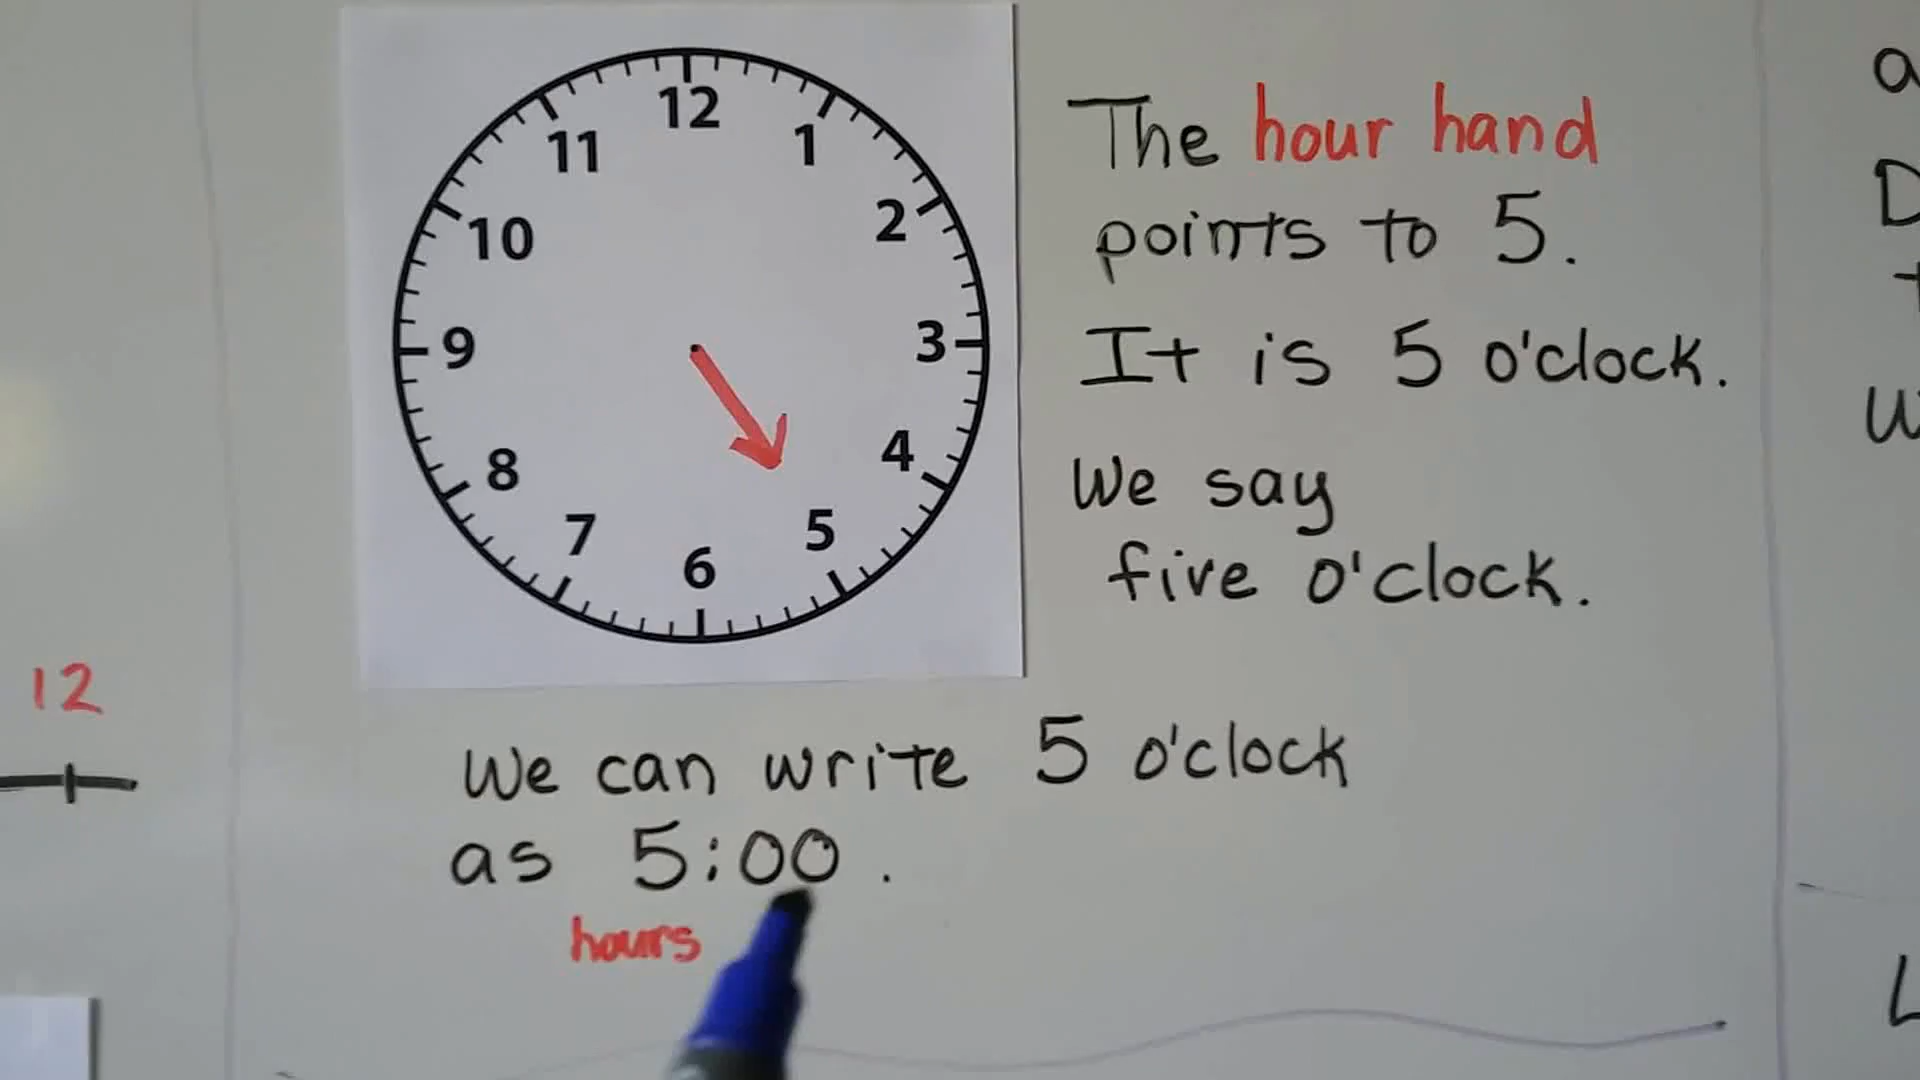 12
11
1
10
2
9
3
8
4
7
5
6
The hour hand
points to 5.
It is 5 o'clock.
We say
five o'clock.
12
We can write 5 o'clock
as 5:00.
hours